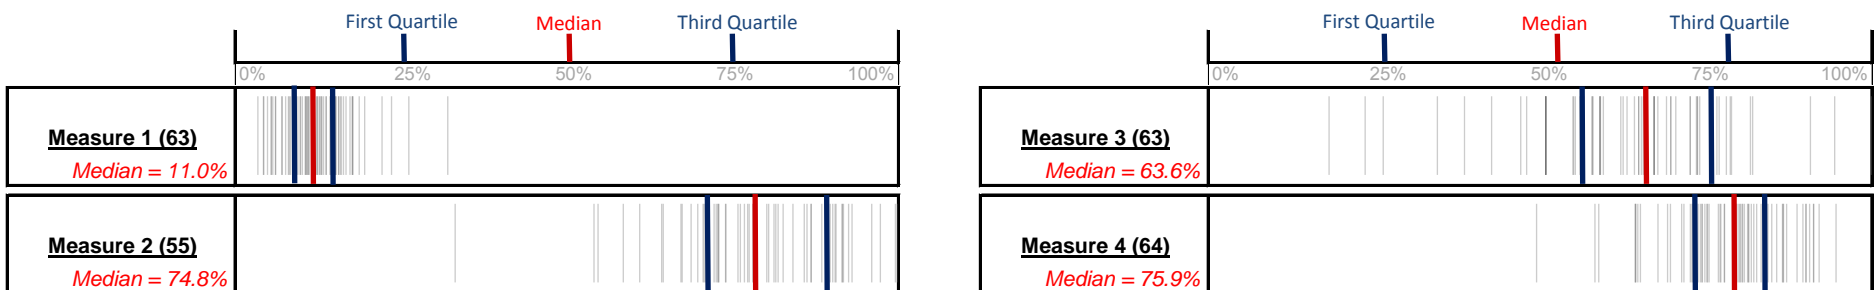 First Quartile Median Third Quartile
0% 25% 50% 75% 100%
Measure 1 (63)
Median = 11.0%
Measure 2 (55)
Median = 74.8%
First Quartile Median Third Quartile
0% 25% 50% 75% 100%
Measure 3 (63)
Median = 63.6%
Measure 4 (64)
Median = 75.9%